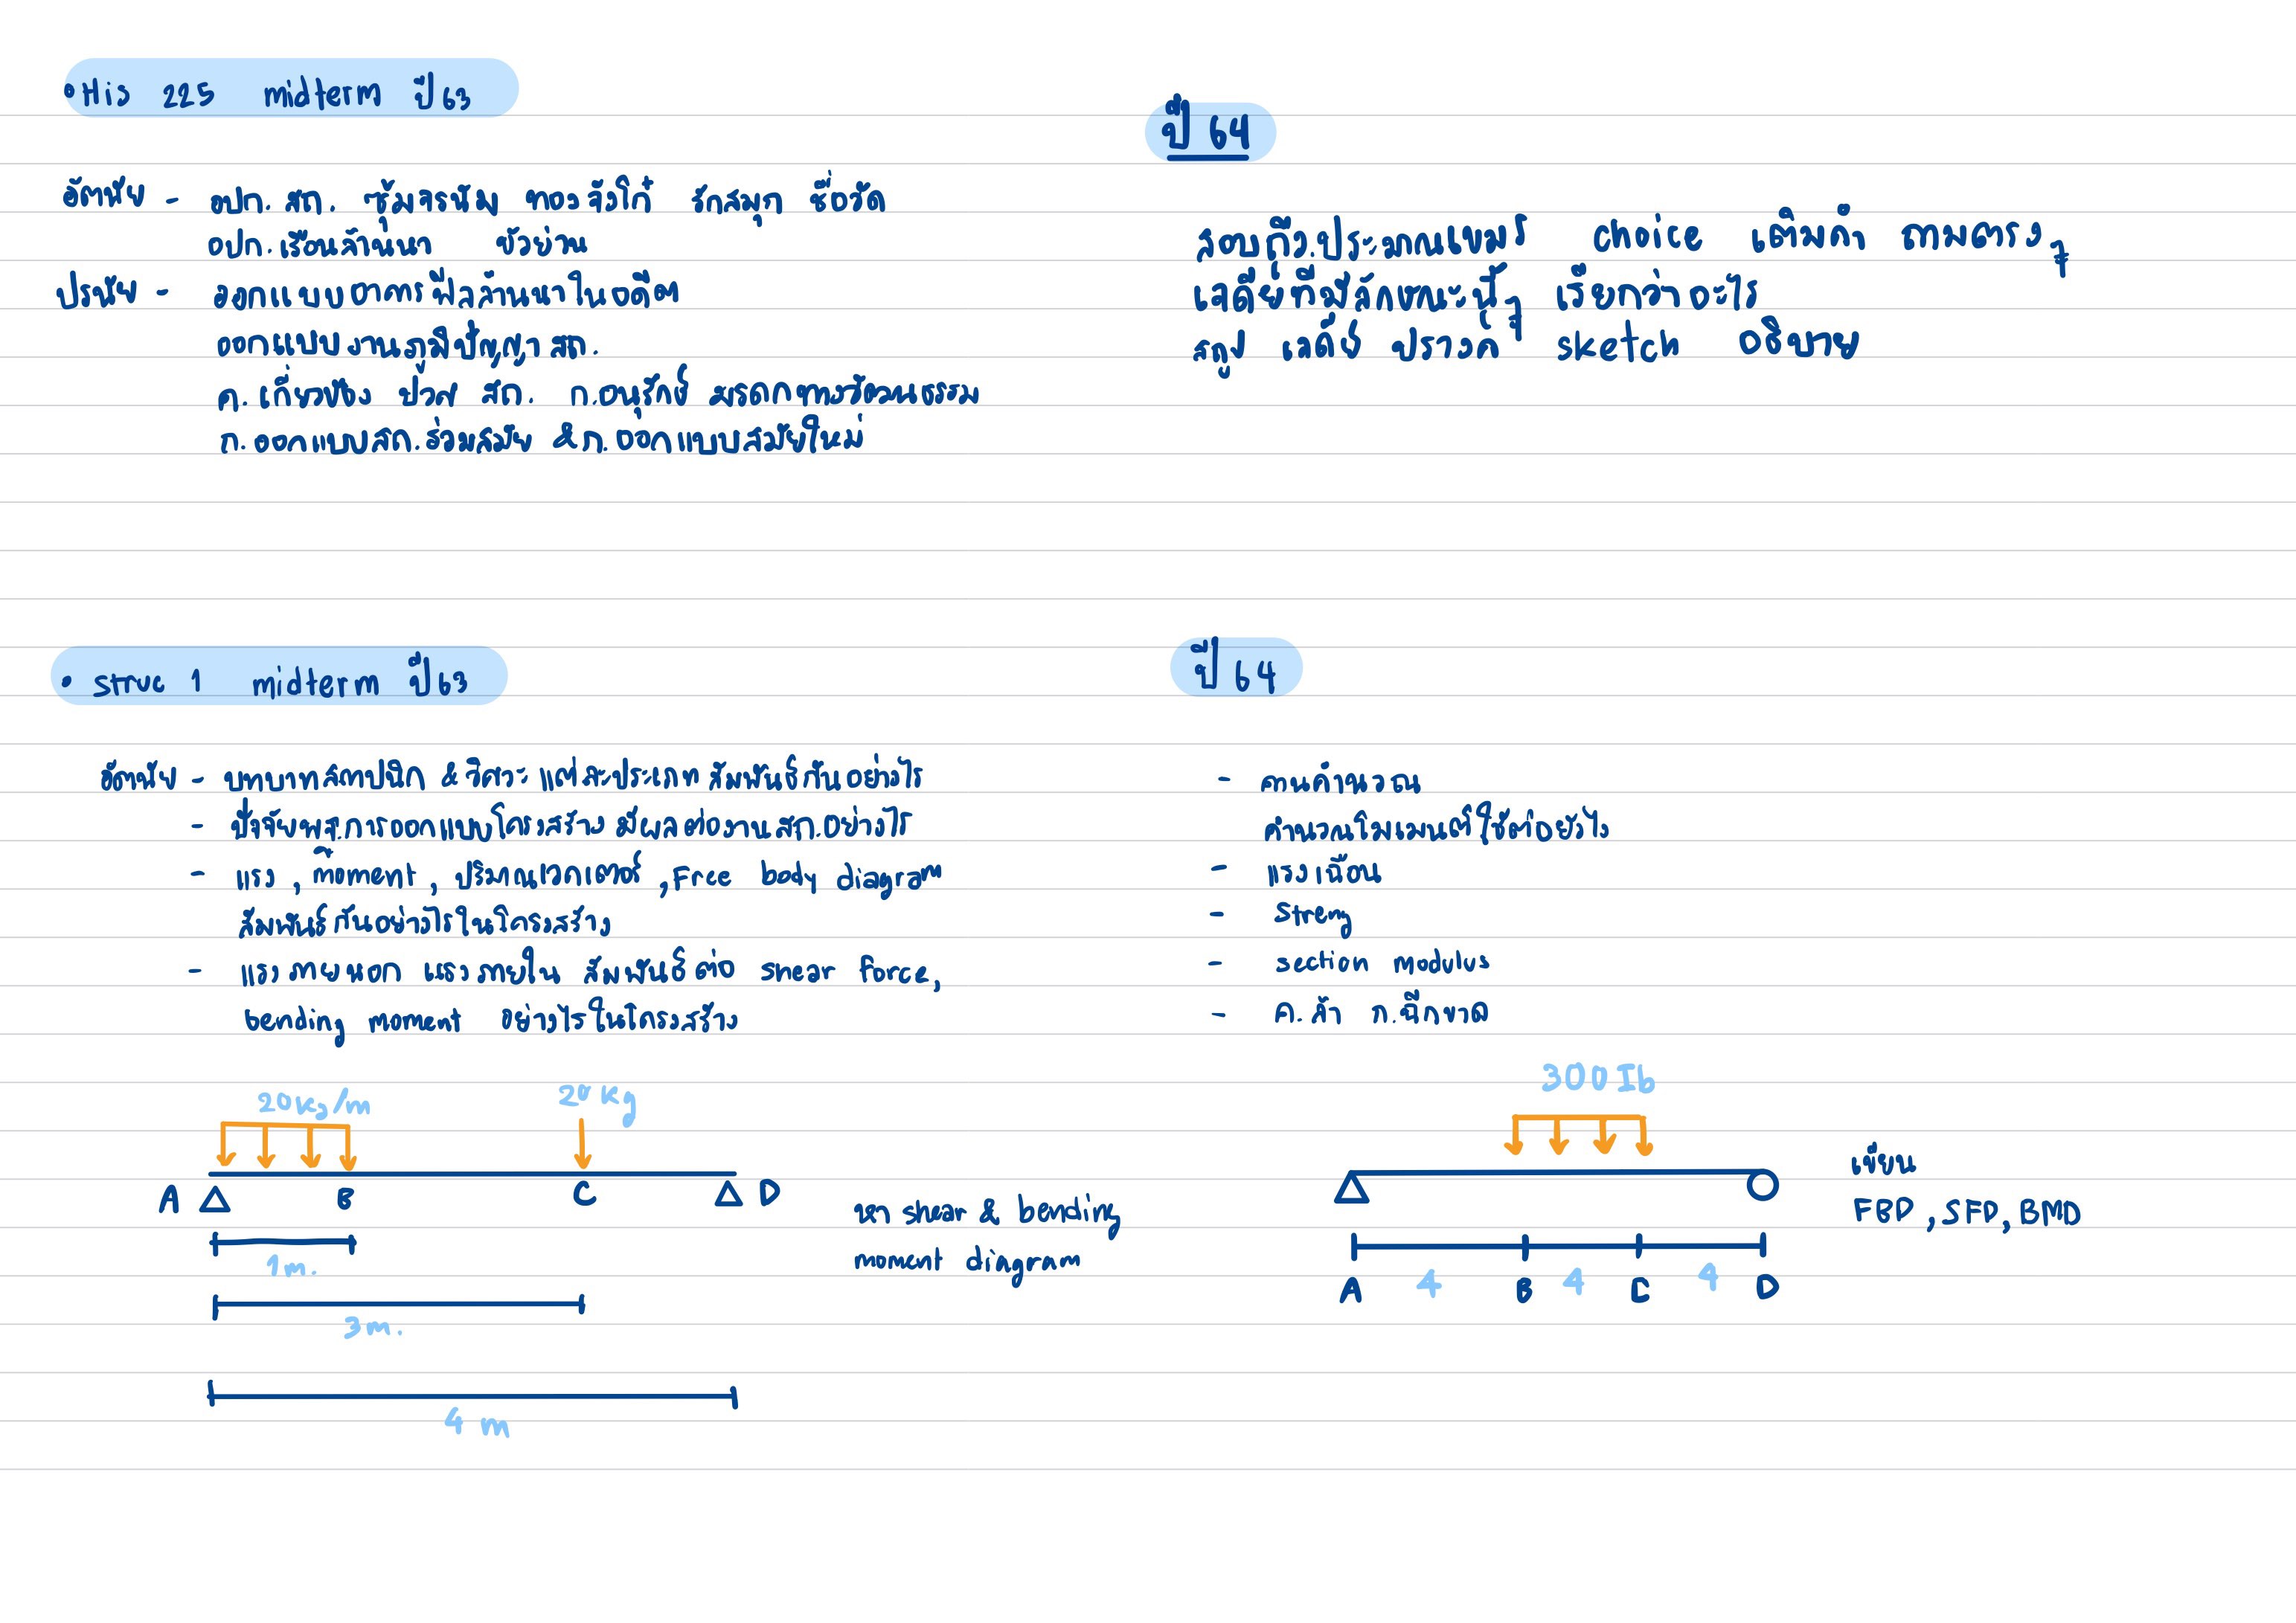 •His 225 midterm ปี63
อัตนัย - อปก. สถ. ซุ้มจรนัม ทองจังโก๋ รักสมุก ชื่อวัด
อปก.เรือนล้านนา ขัวย่าน
ปรนัย - ออกแบบอาคารฟีลล้านนาในอดีต
ออกแบบงานภูมิปัญญา สถ.
ค. เกี่ยวข้อง ปวศ สถ. ก.อนุรักษ์ มรดกทางวัฒนธรรม
ก.ออกแบบสถ.ร่วมสมัย & ก.ออกแบบสมัยใหม่
ปี 64
สอบถึง.ประมาณเขมร choice เติมคำ ถามตรงๆ
เจดีย์ที่มีลักษณะนี้ๆ เรียกว่าอะไร
สถูป เจดีย์ ปรางค์ sketch อธิบาย
• struc 1 midterm ปี63
อัตนัย - บทบาทสถาปนิก & วิศวะ แต่ละประเภท สัมพันธ์กันอย่างไร
- ปัจจัยพจ.การออกแบบโครงสร้าง มีผลต่องานสถ.อย่างไร
- แรง , moment , ปริมาณเวกเตอร์ ,Free body diagram
สัมพันธ์กันอย่างไรในโครงสร้าง
- แรงภายนอก แรงภายใน สัมพันธ์ต่อ shear force,
bending moment อย่างไรในโครงสร้าง
20kg/m 20 kg
A B C D
1m.
3m.
4 m
หา shear & bending
moment diagram
ปี 64
- คานคำนวณ
คำนวณโมเมนต์ใช้ต่อยังไง
- แรงเฉือน
- Streng
- section modulus
- ค.ล้า ก.ฉีกขาด
300Ib
A 4 B 4 C 4 D
เขียน
FBD , SFD, BMD